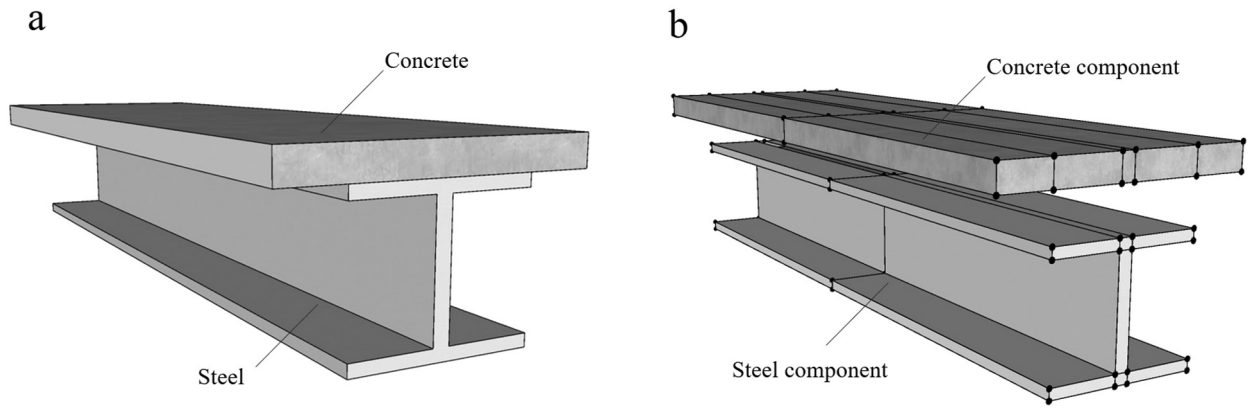 a
Concrete
Steel
b
Concrete component
Steel component